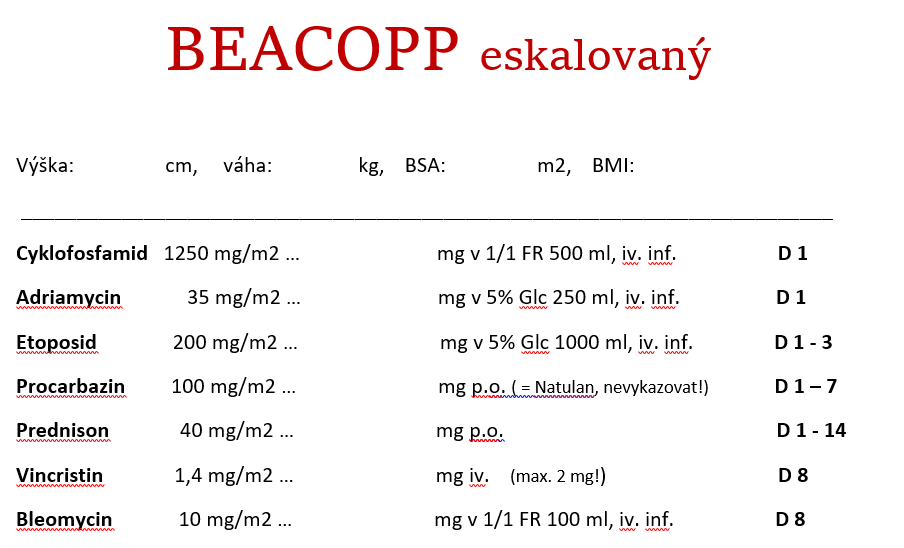 BEACOPP eskalovaný
Výška: cm, váha: kg, BSA: m2, BMI:
Cyklofosfamid 1250 mg/m2 ... mg v 1/1 FR 500 ml, iv. inf. D 1
Adriamycin 35 mg/m2 ... mg v 5% Glc 250 ml, iv. inf. D 1
Etoposid 200 mg/m2 ... mg v 5% Glc 1000 ml, iv. inf. D 1 - 3
Procarbazin 100 mg/m2 ... mg p.o. ( = Natulan, nevykazovat!) D 1 – 7
Prednison 40 mg/m2 ... mg p.o. D 1 - 14
Vincristin 1,4 mg/m2 ... mg iv. (max. 2 mg!) D 8
Bleomycin 10 mg/m2 ... mg v 1/1 FR 100 ml, iv. inf. D 8